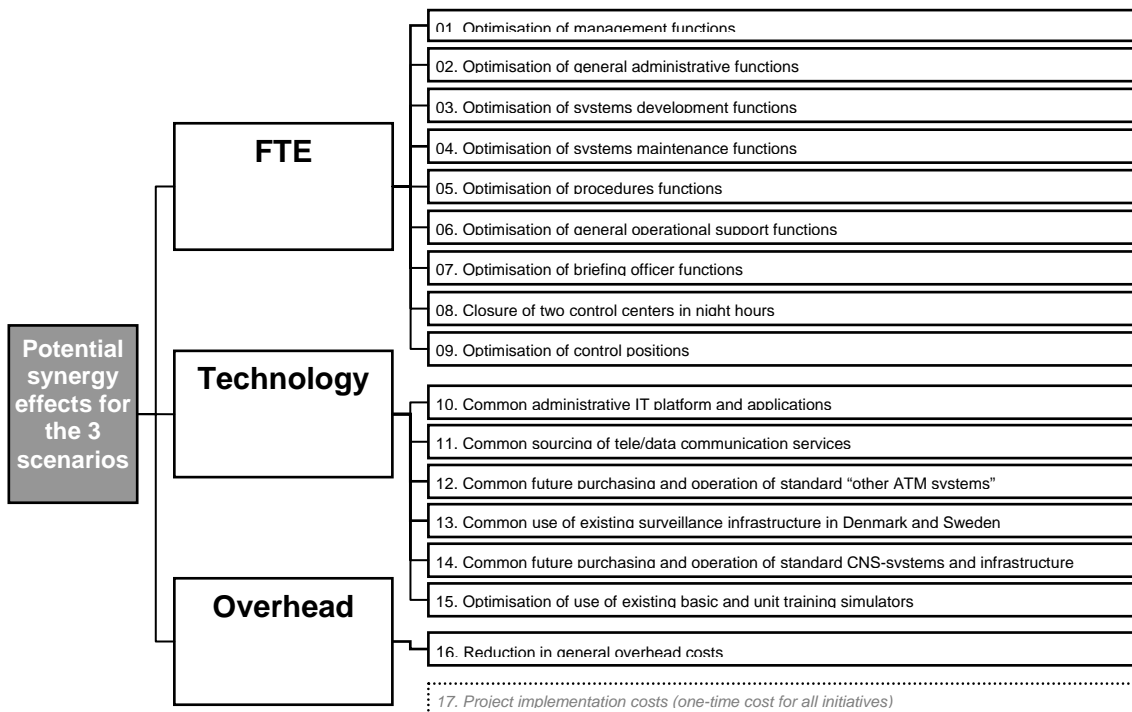 Potential
synergy
effects for
the 3
scenarios
FTE
01. Optimisation of management functions
02. Optimisation of general administrative functions
03. Optimisation of systems development functions
04. Optimisation of systems maintenance functions
05. Optimisation of procedures functions
06. Optimisation of general operational support functions
07. Optimisation of briefing officer functions
08. Closure of two control centers in night hours
09. Optimisation of control positions
Technology
10. Common administrative IT platform and applications
11. Common sourcing of tele/data communication services
12. Common future purchasing and operation of standard “other ATM systems”
13. Common use of existing surveillance infrastructure in Denmark and Sweden
14. Common future purchasing and operation of standard CNS-systems and infrastructure
15. Optimisation of use of existing basic and unit training simulators
Overhead
16. Reduction in general overhead costs
17. Project implementation costs (one-time cost for all initiatives)